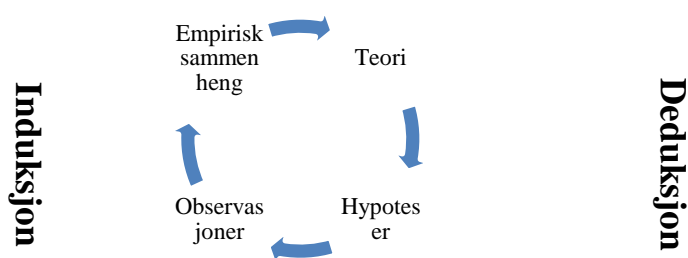 Induksjon
Empirisk
sammen
heng
Teori
Observas
joner
Hypotes
er
Deduksjon